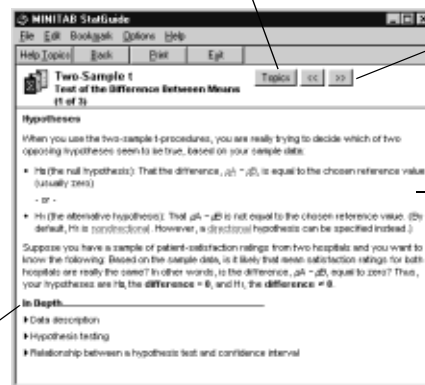 MINITAB StatGuide
File Edit Bookmark Options Help
Help Topics Back Print Exit
Two-Sample t
Test of the Difference Between Means
(1 of 3)
Topics << >>
Hypotheses
When you use the two-sample t-procedures, you are really trying to decide which of two
opposing hypotheses seem to be true, based on your sample data:
• H₀ (the null hypothesis): That the difference, μA - μB, is equal to the chosen reference value
(usually zero)
- or -
• H₁ (the alternative hypothesis): That μA - μB is not equal to the chosen reference value. (By
default, H₁ is nondirectional. However, a directional hypothesis can be specified instead.)
Suppose you have a sample of patient-satisfaction ratings from two hospitals and you want to
know the following: Based on the sample data, is it likely that mean satisfaction ratings for both
hospitals are really the same? In other words, is the difference, μA - μB, equal to zero? Thus,
your hypotheses are H₀, the difference = 0, and H₁, the difference ≠ 0.
In Depth
Data description
Hypothesis testing
Relationship between a hypothesis test and confidence interval